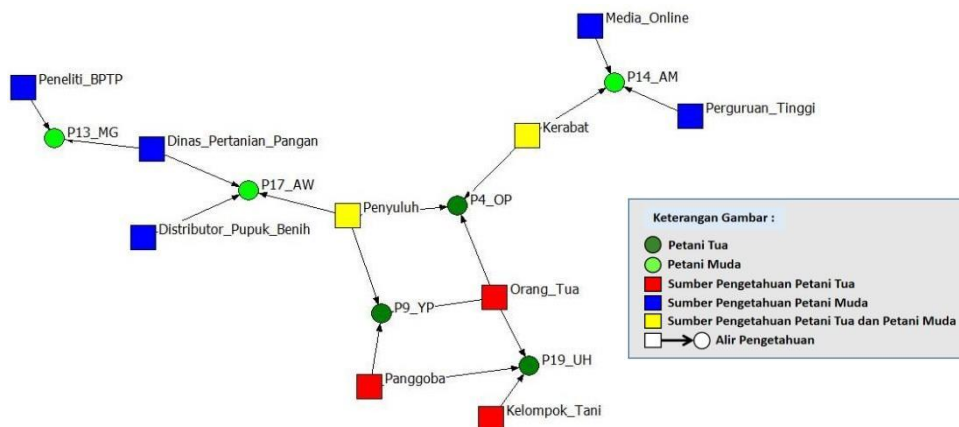 Media_Online
Peneliti_BPTP
P14_AM
Perguruan_Tinggi
P13_MG
Dinas_Pertanian_Pangan
Kerabat
P17_AW
Penyuluh
P4_OP
Distributor_Pupuk_Benih
Orang_Tua
P9_YP
P19_UH
Panggoba
Kelompok_Tani
Keterangan Gambar :
Petani Tua
Petani Muda
Sumber Pengetahuan Petani Tua
Sumber Pengetahuan Petani Muda
Sumber Pengetahuan Petani Tua dan Petani Muda
Alir Pengetahuan